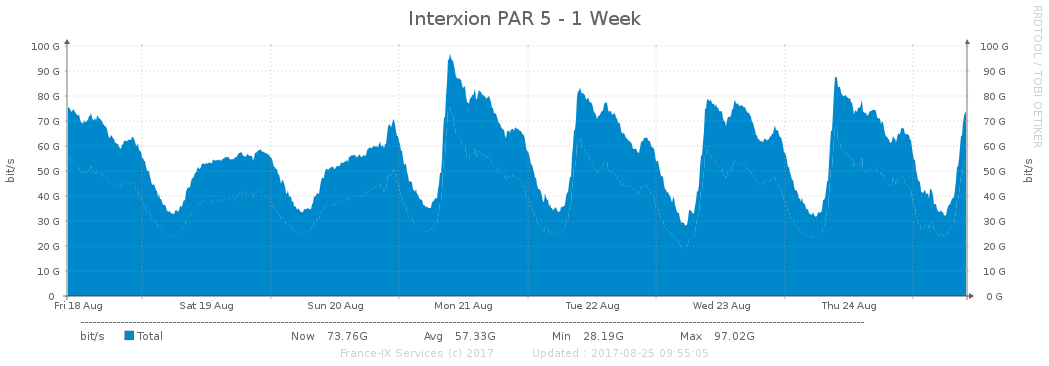 Interxion PAR 5 - 1 Week
RRDTOOL / TOBI OETIKER
bit/s
100 G 100 G
90 G 90 G
80 G 80 G
70 G 70 G
60 G 60 G
50 G 50 G
40 G 40 G
30 G 30 G
20 G 20 G
10 G 10 G
0 0 G
bit/s
Fri 18 Aug Sat 19 Aug Sun 20 Aug Mon 21 Aug Tue 22 Aug Wed 23 Aug Thu 24 Aug
bit/s Total Now 73.76G Avg 57.33G Min 28.19G Max 97.02G
France-IX Services (c) 2017 Updated : 2017-08-25 09:55:05